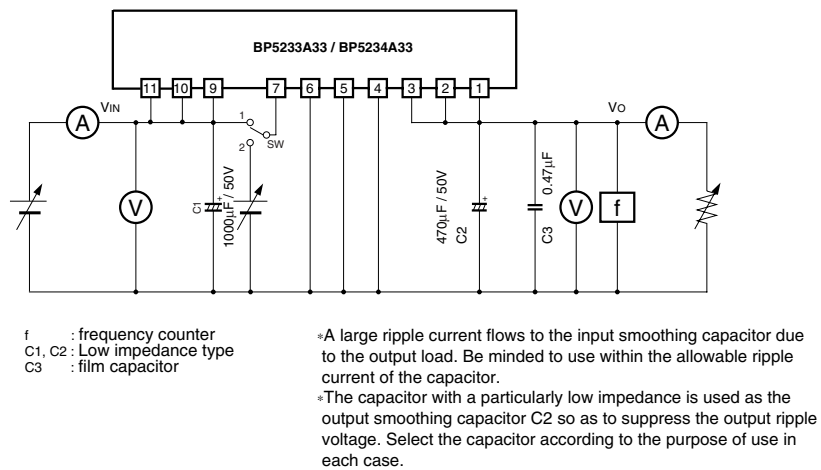 BP5233A33 / BP5234A33
11 10 9 7 6 5 4 3 2 1
A VIN 1 SW 2 VO A
V C1 + 1000μF / 50V 470μF / 50V + C2 0.47μF C3 V f
f : frequency counter
C1, C2 : Low impedance type
C3 : film capacitor
*A large ripple current flows to the input smoothing capacitor due
to the output load. Be minded to use within the allowable ripple
current of the capacitor.
*The capacitor with a particularly low impedance is used as the
output smoothing capacitor C2 so as to suppress the output ripple
voltage. Select the capacitor according to the purpose of use in
each case.